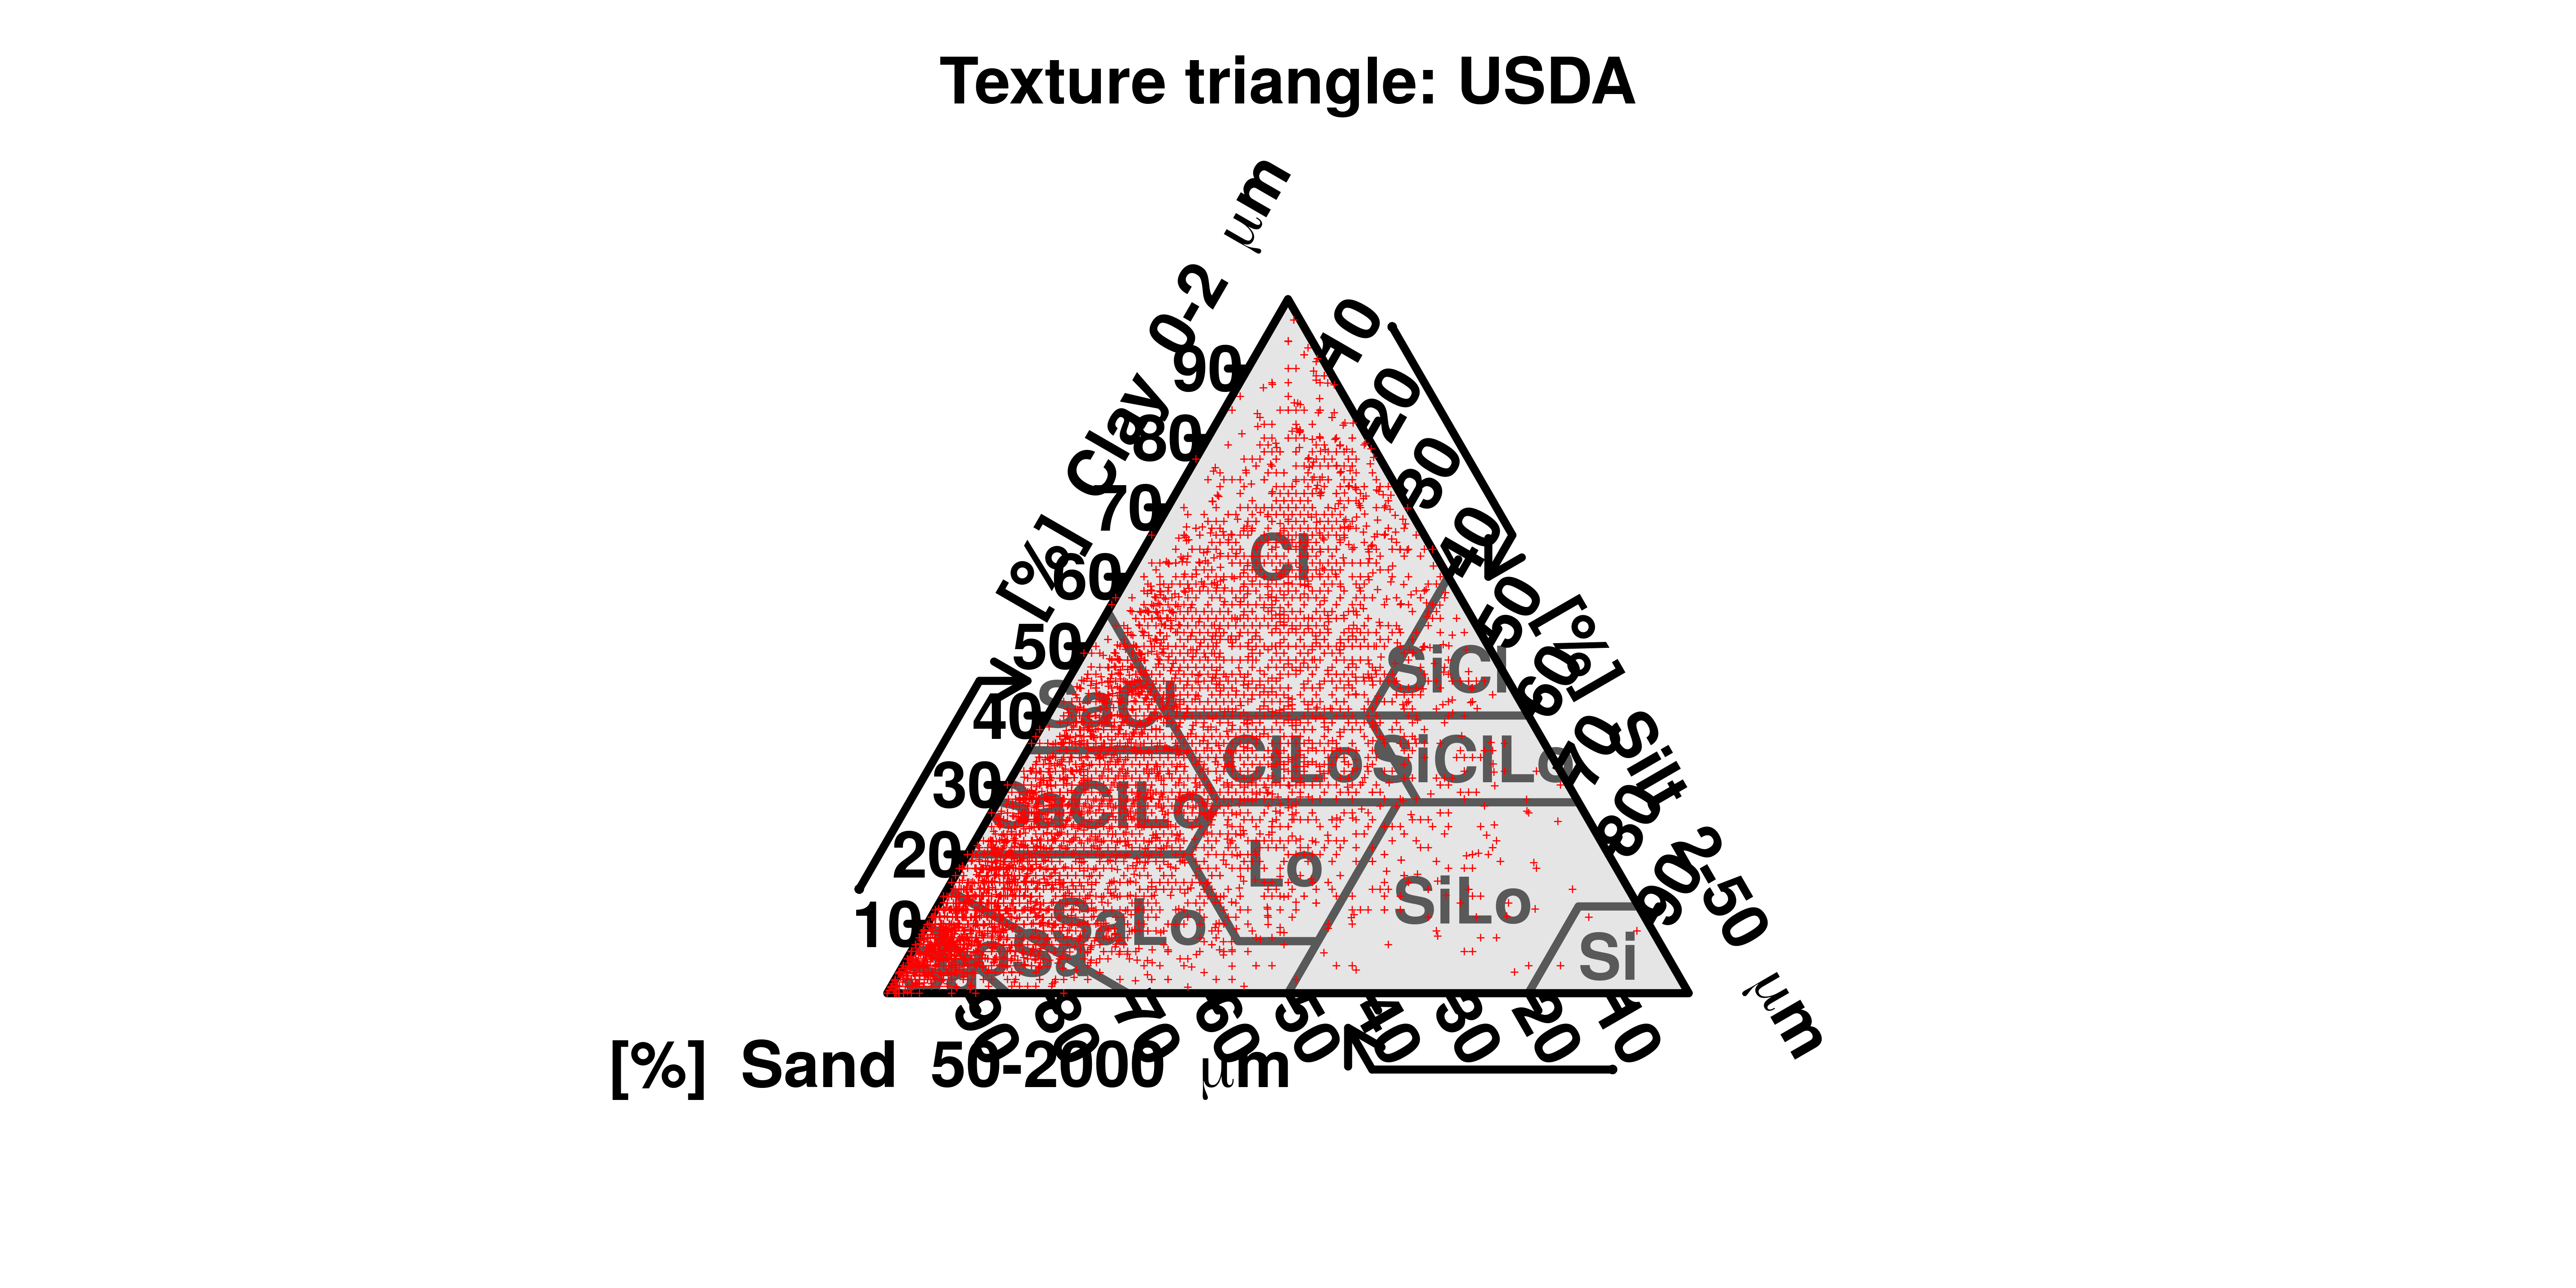 Texture triangle: USDA
[%] Clay 0-2 μm
90
80
70
60
50
40
30
20
10
10
20
30
40
50
60
70
80
90
[%] Silt 2-50 μm
Cl
SiCl
SaCl
ClLo
SiClLo
SaClLo
Lo
SiLo
SaLo
LoSa
Si
90
80
70
60
50
40
30
20
10
[%] Sand 50-2000 μm